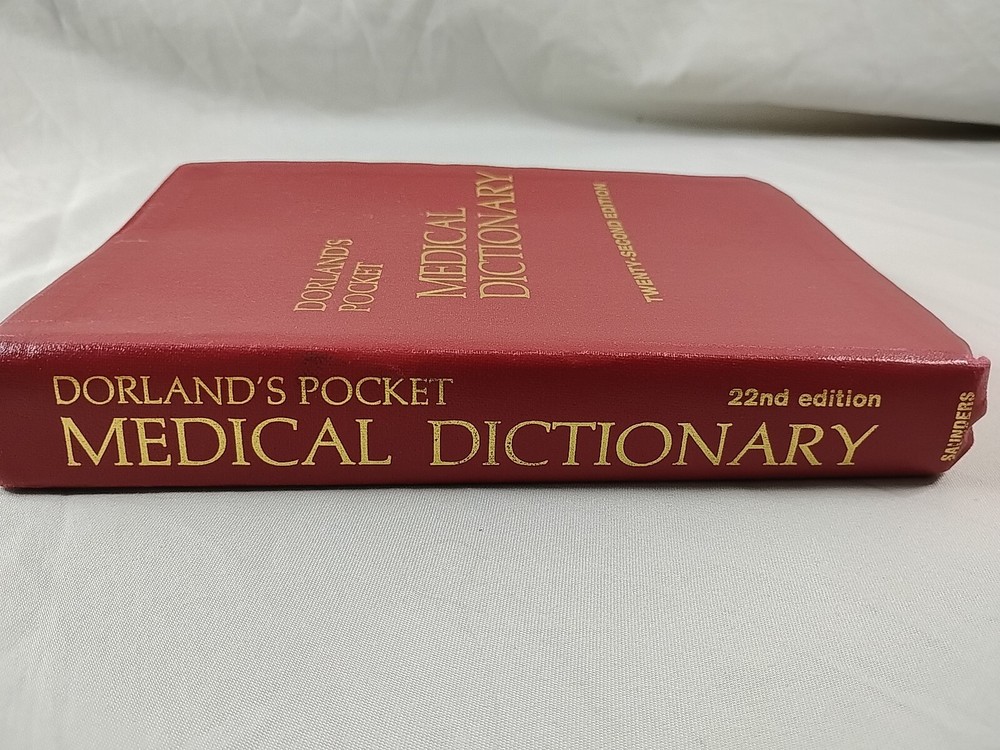 DORLAND'S
POCKET
MEDICAL
DICTIONARY
TWENTY-SECOND EDITION
DORLAND'S POCKET
MEDICAL DICTIONARY
22nd edition
SAUNDERS